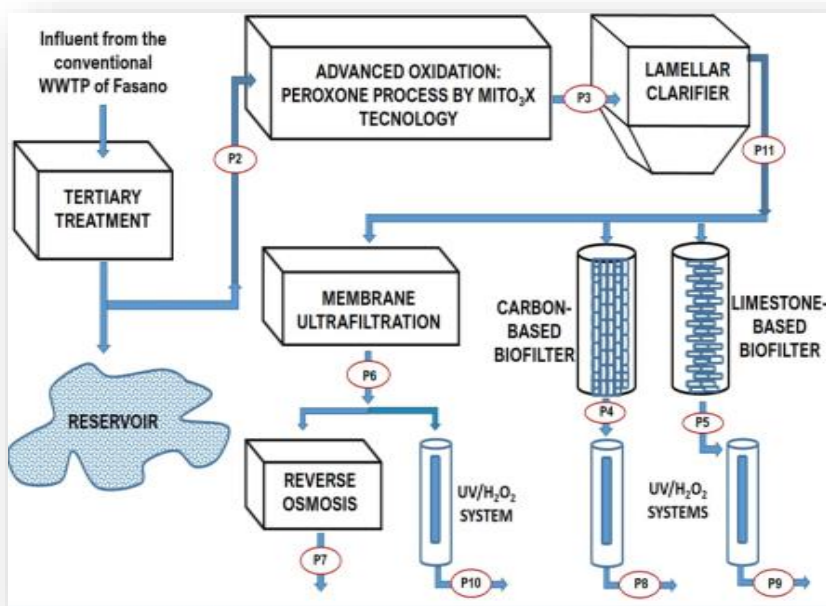 Influent from the
conventional
WWTP of Fasano
ADVANCED OXIDATION:
PEROXONE PROCESS BY MITO₃X
TECNOLOGY
P3
LAMELLAR
CLARIFIER
P2
P11
TERTIARY
TREATMENT
MEMBRANE
ULTRAFILTRATION
CARBON-
BASED
BIOFILTER
LIMESTONE-
BASED
BIOFILTER
P6
P4
P5
RESERVOIR
REVERSE
OSMOSIS
UV/H₂O₂
SYSTEM
UV/H₂O₂
SYSTEMS
P7
P10
P8
P9